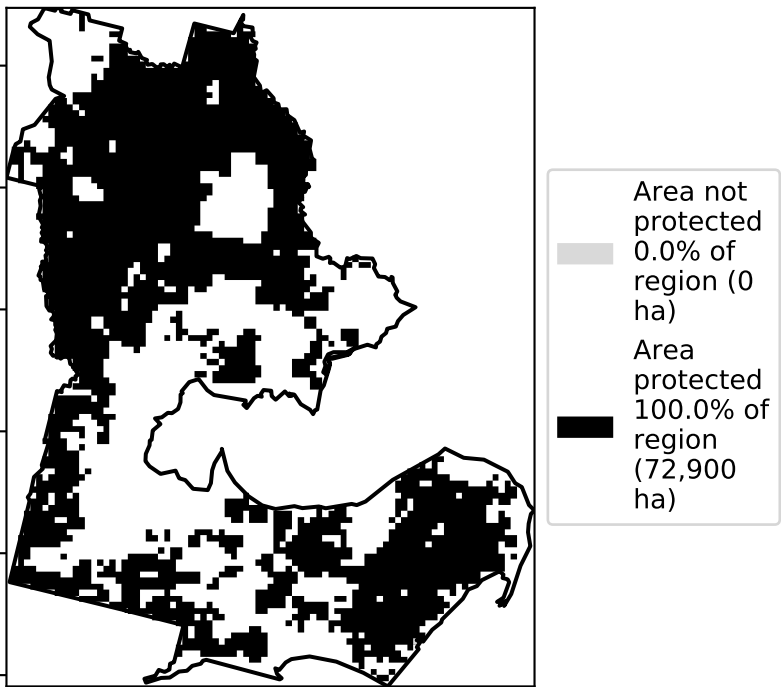 Area not
protected
0.0% of
region (0
ha)
Area
protected
100.0% of
region
(72,900
ha)